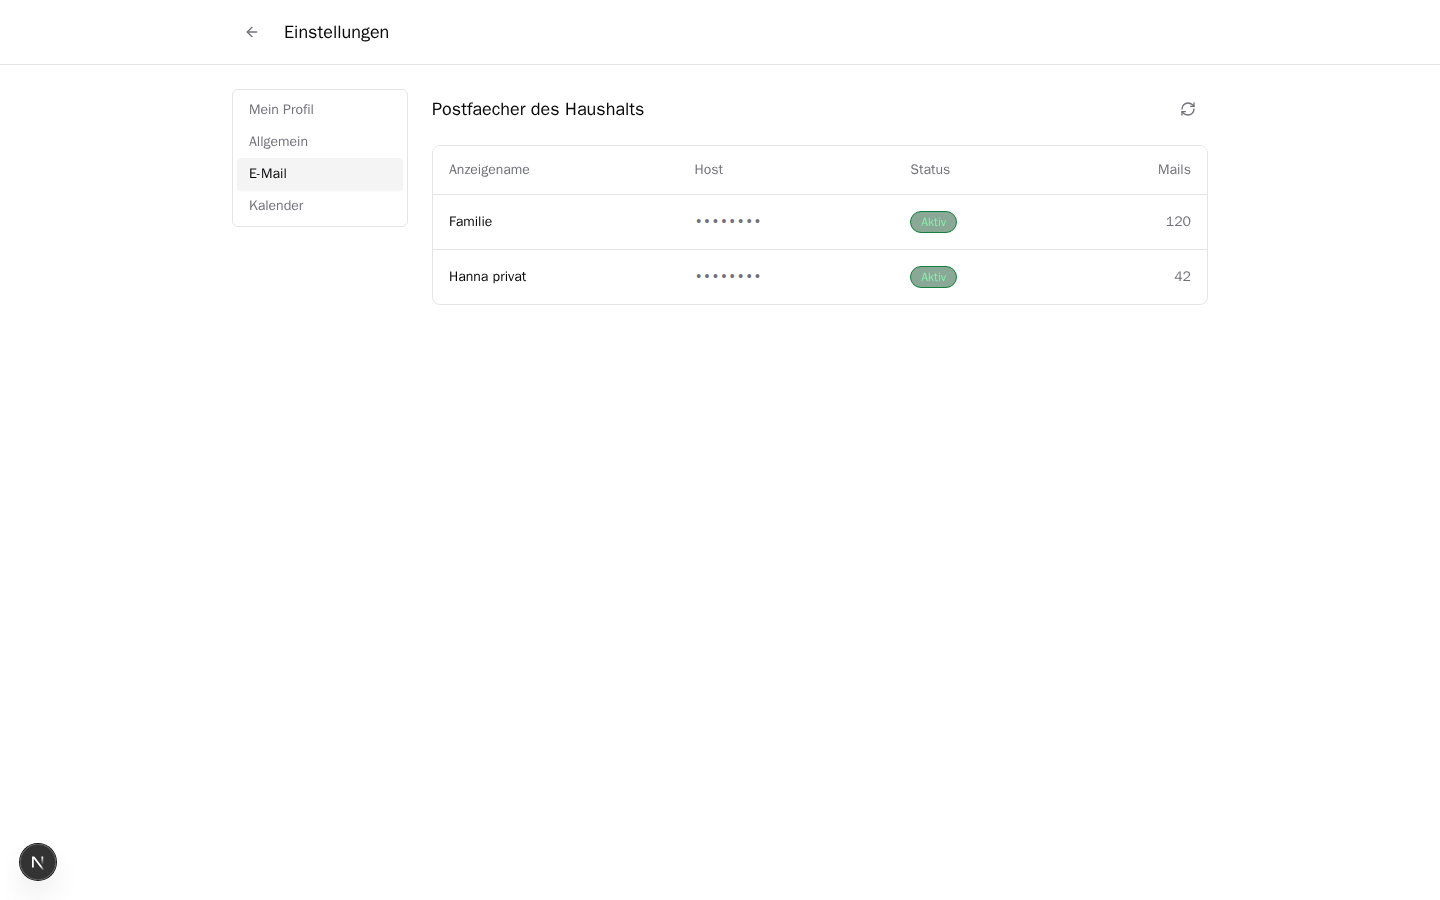 Einstellungen
Mein Profil
Allgemein
E-Mail
Kalender
Postfaecher des Haushalts
Anzeigename Host Status Mails
Familie •••••••• Aktiv 120
Hanna privat •••••••• Aktiv 42
N